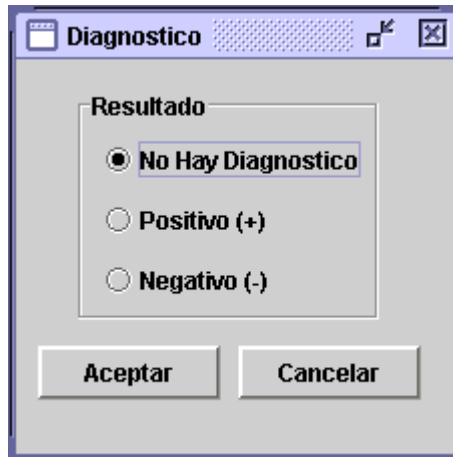 Diagnostico
Resultado
No Hay Diagnostico
Positivo (+)
Negativo (-)
Aceptar Cancelar